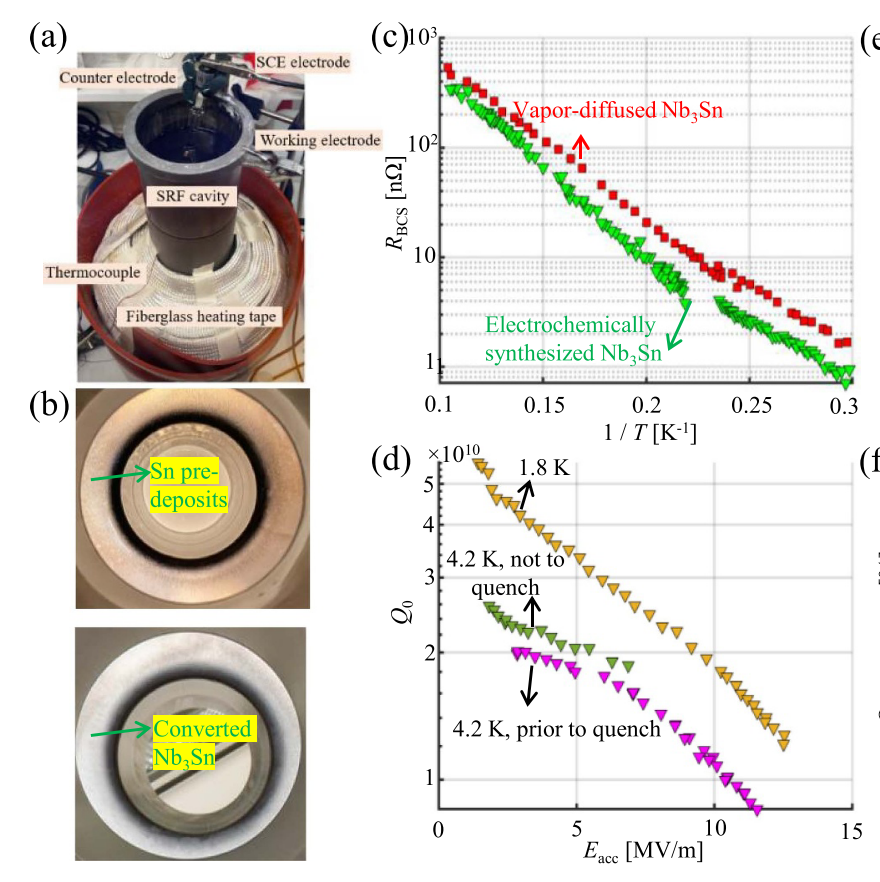 (a)
Counter electrode
SCE electrode
Working electrode
SRF cavity
Thermocouple
Fiberglass heating tape
(b)
Sn pre-
deposits
Converted
Nb₃Sn
(c)
10³
10²
10
1
R_BCS [nΩ]
Vapor-diffused Nb₃Sn
Electrochemically
synthesized Nb₃Sn
0.1 0.15 0.2 0.25 0.3
1 / T [K⁻¹]
(d)
×10¹⁰
5
4
3
2
1
Q₀
1.8 K
4.2 K, not to
quench
4.2 K, prior to quench
0 5 10 15
E_acc [MV/m]
(e
(f